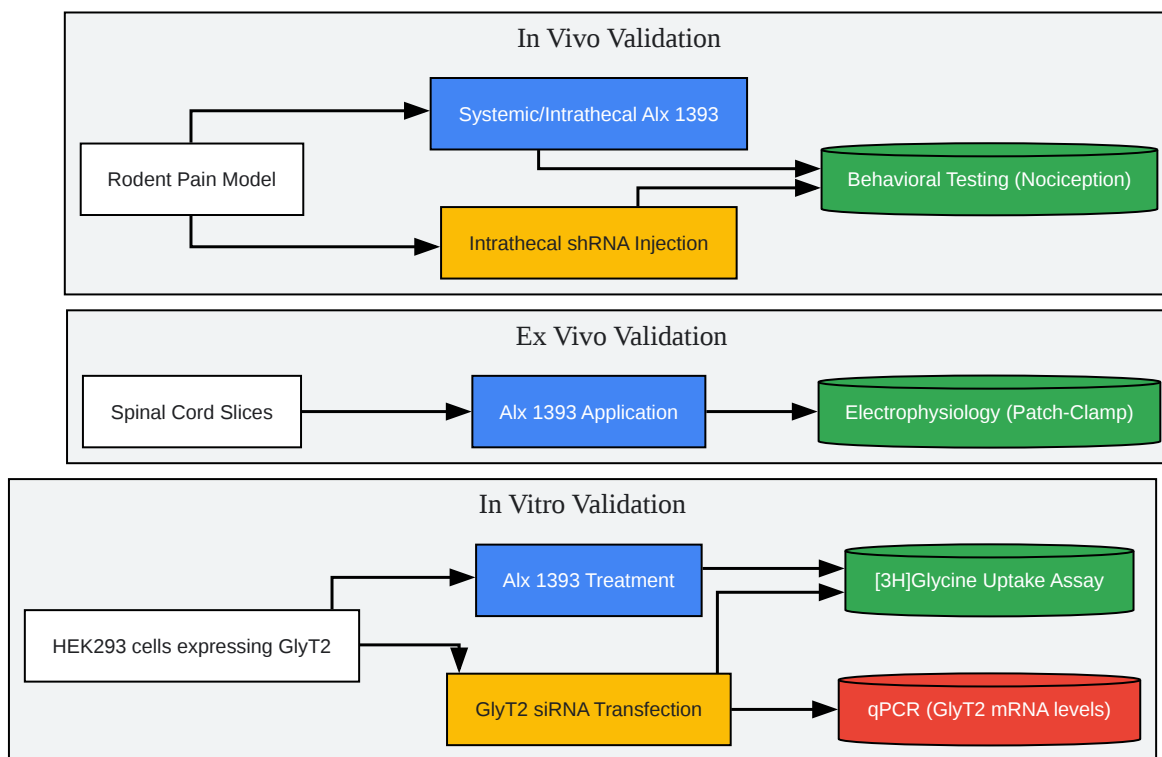 In Vivo Validation
Systemic/Intrathecal Alx 1393
Rodent Pain Model
Behavioral Testing (Nociception)
Intrathecal shRNA Injection
Ex Vivo Validation
Spinal Cord Slices
Alx 1393 Application
Electrophysiology (Patch-Clamp)
In Vitro Validation
Alx 1393 Treatment
[3H]Glycine Uptake Assay
HEK293 cells expressing GlyT2
GlyT2 siRNA Transfection
qPCR (GlyT2 mRNA levels)